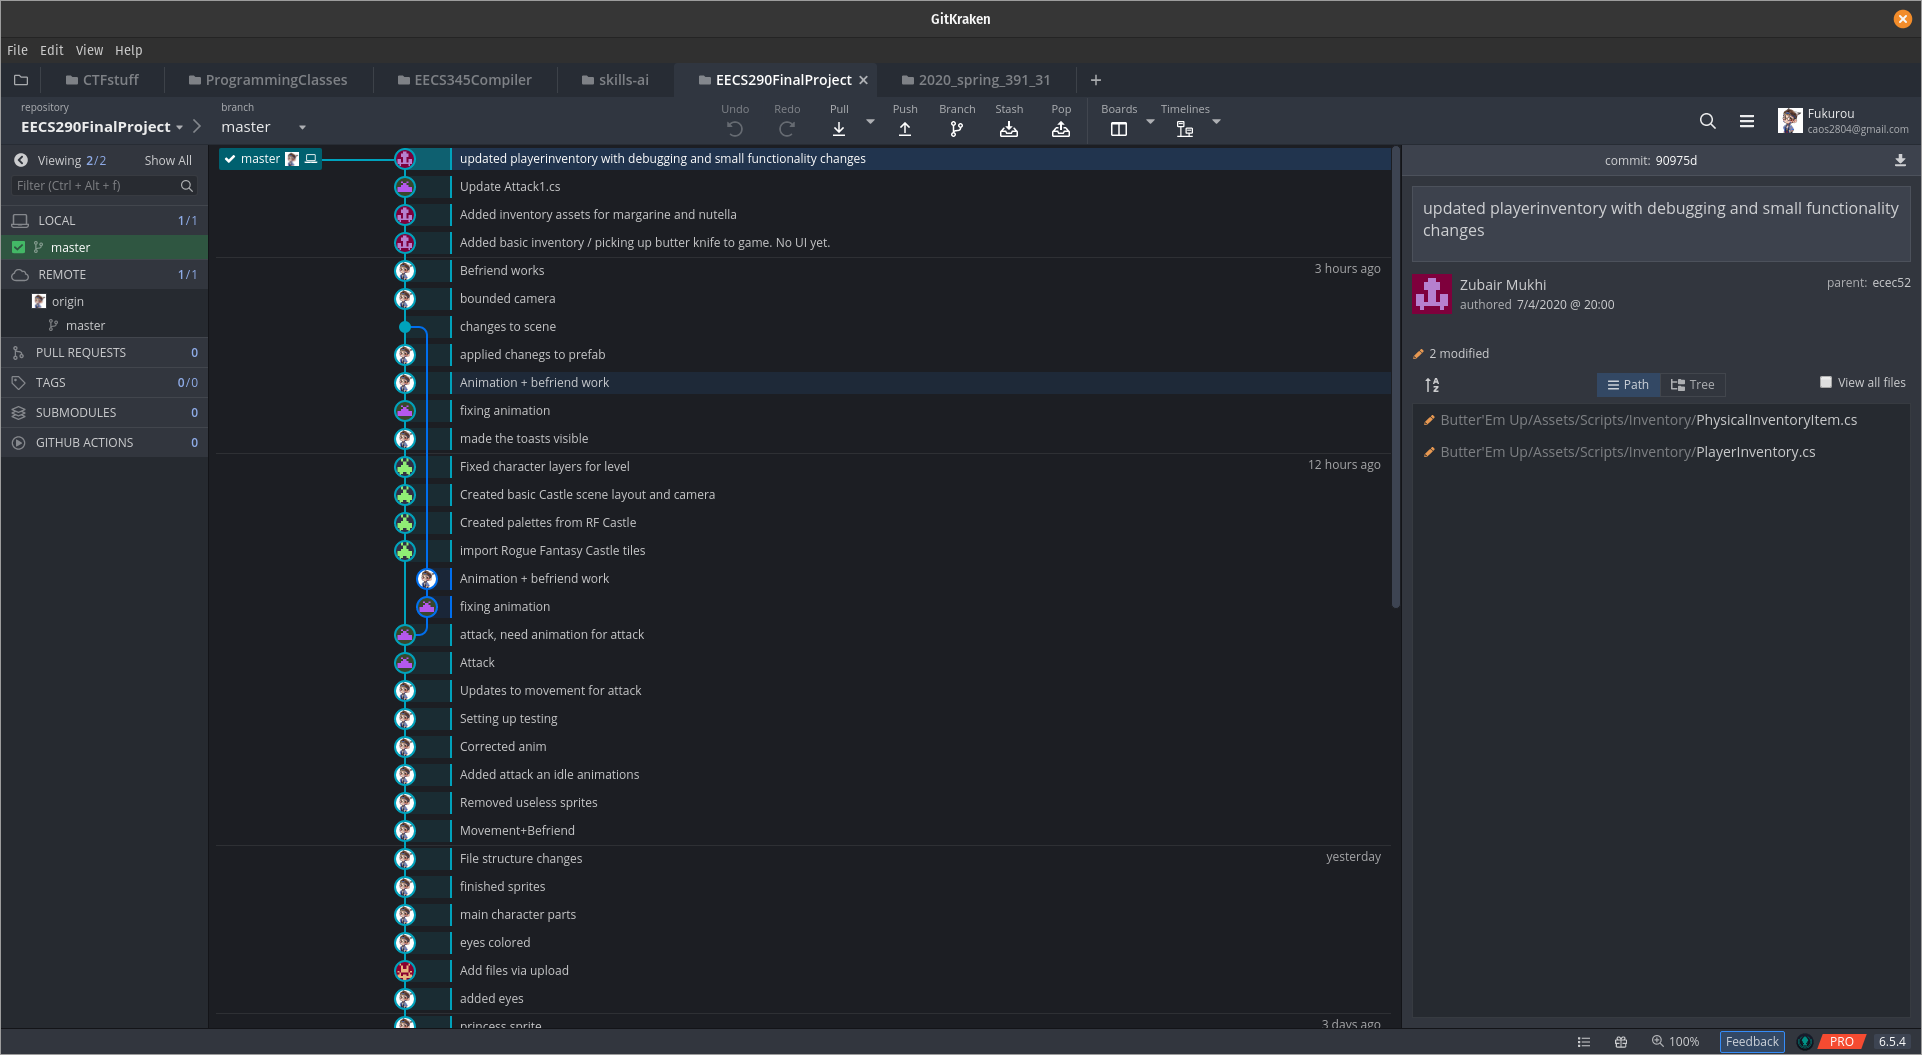 GitKraken
File Edit View Help
CTFstuff ProgrammingClasses EECS345Compiler skills-ai EECS290FinalProject 2020_spring_391_31
repository
EECS290FinalProject
branch
master
Undo Redo Pull Push Branch Stash Pop Boards Timelines
Fukurou
caos2804@gmail.com
Viewing 2/2 Show All
Filter (Ctrl + Alt + f)
LOCAL 1/1
master
REMOTE 1/1
origin
master
PULL REQUESTS 0
TAGS 0/0
SUBMODULES 0
GITHUB ACTIONS 0
master updated playerinventory with debugging and small functionality changes
Update Attack1.cs
Added inventory assets for margarine and nutella
Added basic inventory / picking up butter knife to game. No UI yet.
Befriend works 3 hours ago
bounded camera
changes to scene
applied chanegs to prefab
Animation + befriend work
fixing animation
made the toasts visible
Fixed character layers for level 12 hours ago
Created basic Castle scene layout and camera
Created palettes from RF Castle
import Rogue Fantasy Castle tiles
Animation + befriend work
fixing animation
attack, need animation for attack
Attack
Updates to movement for attack
Setting up testing
Corrected anim
Added attack an idle animations
Removed useless sprites
Movement+Befriend
File structure changes yesterday
finished sprites
main character parts
eyes colored
Add files via upload
added eyes
princess sprite 3 days ago
commit: 90975d
updated playerinventory with debugging and small functionality
changes
Zubair Mukhi
authored 7/4/2020 @ 20:00
parent: ecec52
2 modified
Path Tree View all files
Butter'Em Up/Assets/Scripts/Inventory/PhysicalInventoryItem.cs
Butter'Em Up/Assets/Scripts/Inventory/PlayerInventory.cs
100% Feedback PRO 6.5.4